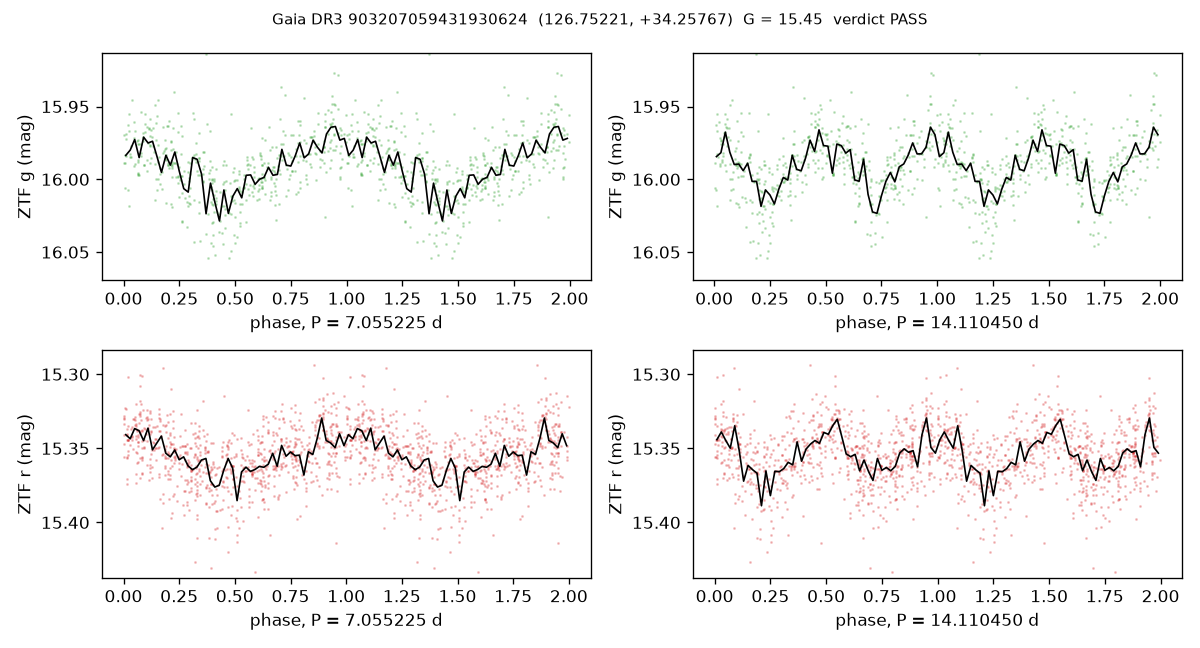 Gaia DR3 903207059431930624 (126.75221, +34.25767) G = 15.45 verdict PASS
ZTF g (mag)
15.95
16.00
16.05
0.00 0.25 0.50 0.75 1.00 1.25 1.50 1.75 2.00
phase, P = 7.055225 d
ZTF g (mag)
15.95
16.00
16.05
0.00 0.25 0.50 0.75 1.00 1.25 1.50 1.75 2.00
phase, P = 14.110450 d
ZTF r (mag)
15.30
15.35
15.40
0.00 0.25 0.50 0.75 1.00 1.25 1.50 1.75 2.00
phase, P = 7.055225 d
ZTF r (mag)
15.30
15.35
15.40
0.00 0.25 0.50 0.75 1.00 1.25 1.50 1.75 2.00
phase, P = 14.110450 d